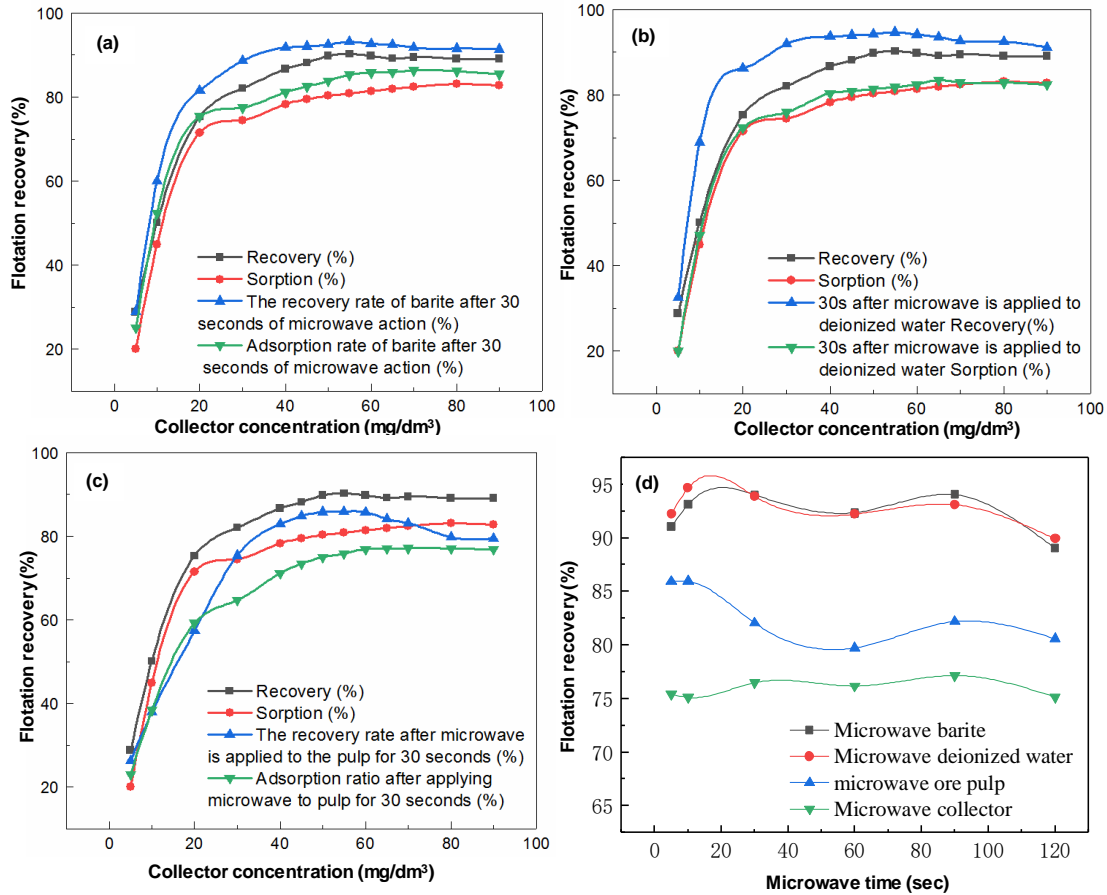 (a)
Flotation recovery (%)
100
80
60
40
20
Recovery (%)
Sorption (%)
The recovery rate of barite after 30
seconds of microwave action (%)
Adsorption rate of barite after 30
seconds of microwave action (%)
0 20 40 60 80 100
Collector concentration (mg/dm³)
(b)
Flotation recovery (%)
100
80
60
40
20
Recovery (%)
Sorption (%)
30s after microwave is applied to
deionized water Recovery(%)
30s after microwave is applied to
deionized water Sorption (%)
0 20 40 60 80 100
Collector concentration (mg/dm³)
(c)
Flotation recovery (%)
100
80
60
40
20
Recovery (%)
Sorption (%)
The recovery rate after microwave
is applied to the pulp for 30 seconds (%)
Adsorption ratio after applying
microwave to pulp for 30 seconds (%)
0 20 40 60 80 100
Collector concentration (mg/dm³)
(d)
Flotation recovery (%)
95
90
85
80
75
70
65
Microwave barite
Microwave deionized water
microwave ore pulp
Microwave collector
0 20 40 60 80 100 120
Microwave time (sec)